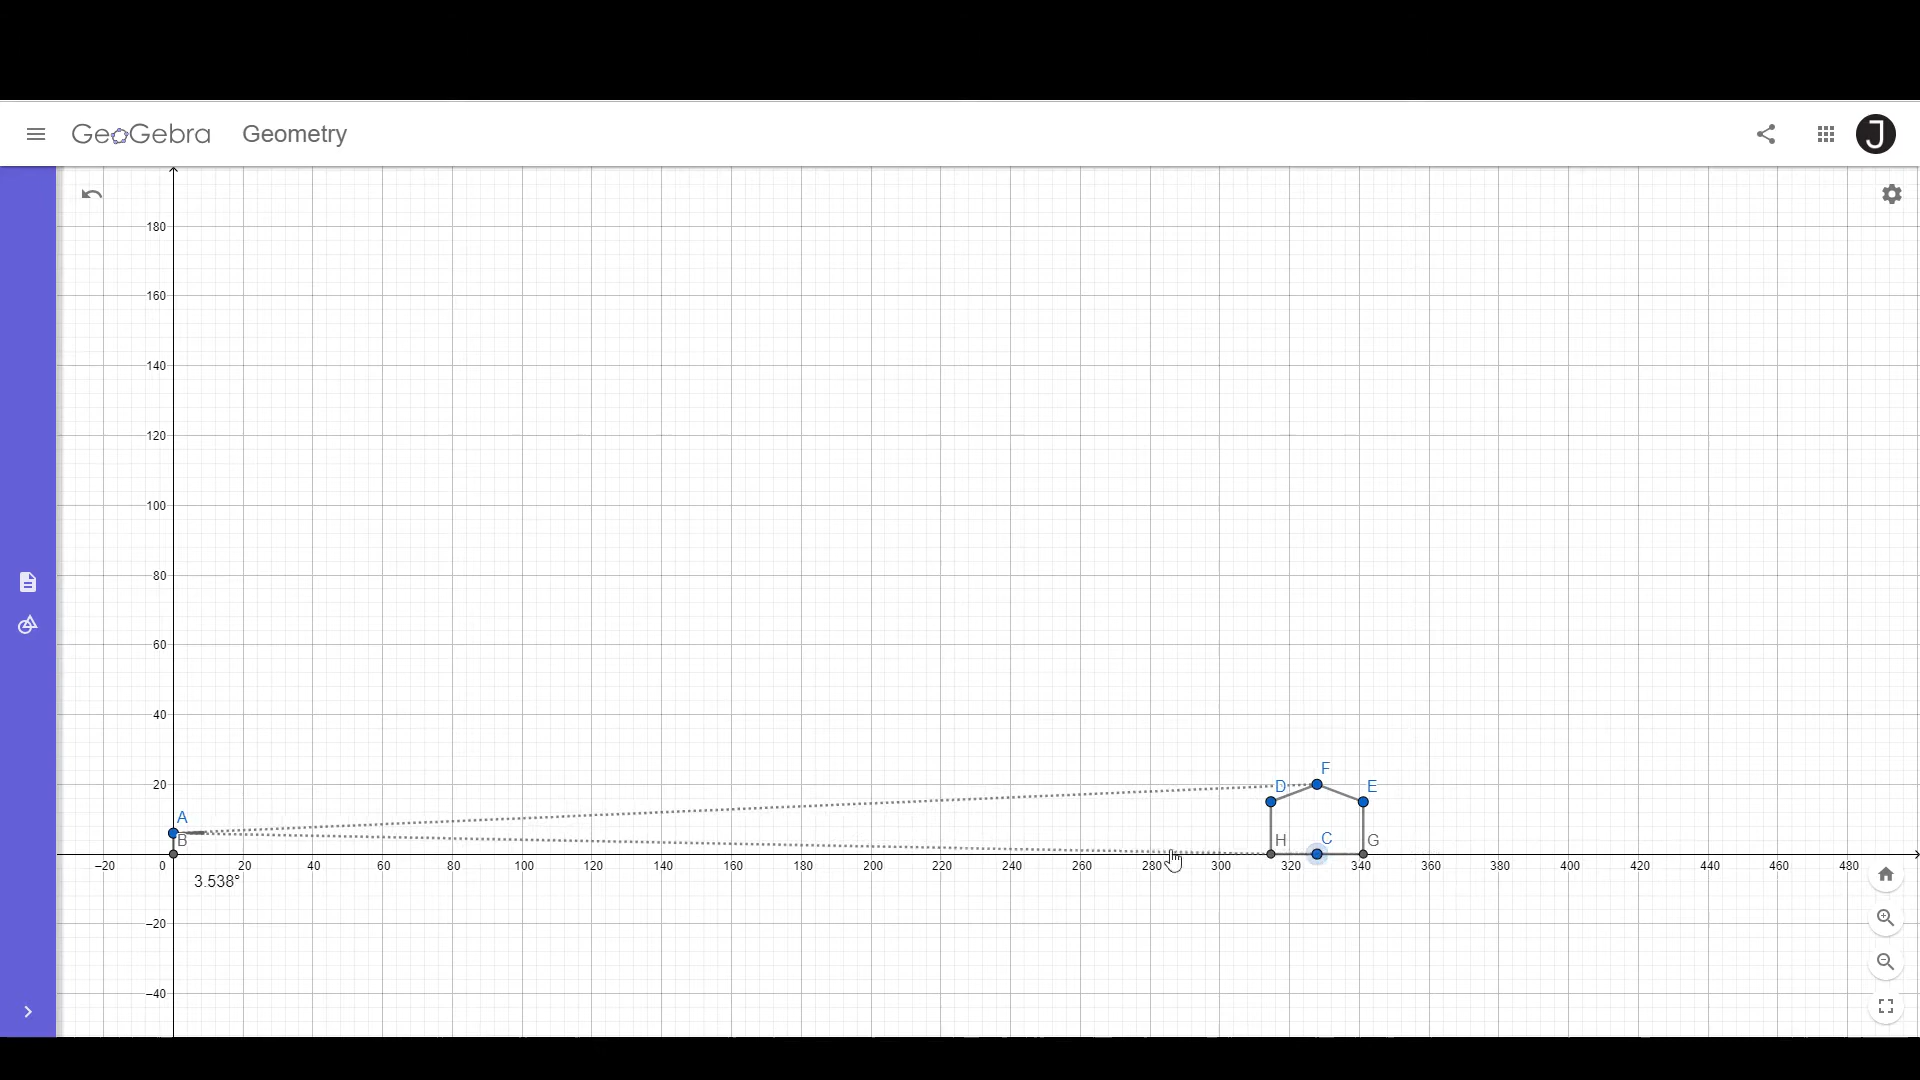 GeoGebra Geometry J
180
160
140
120
100
80
60
40
20
F
D E
A
B H C G
−20 0 20 40 60 80 100 120 140 160 180 200 220 240 260 280 300 320 340 360 380 400 420 440 460 480
3.538°
−20
−40